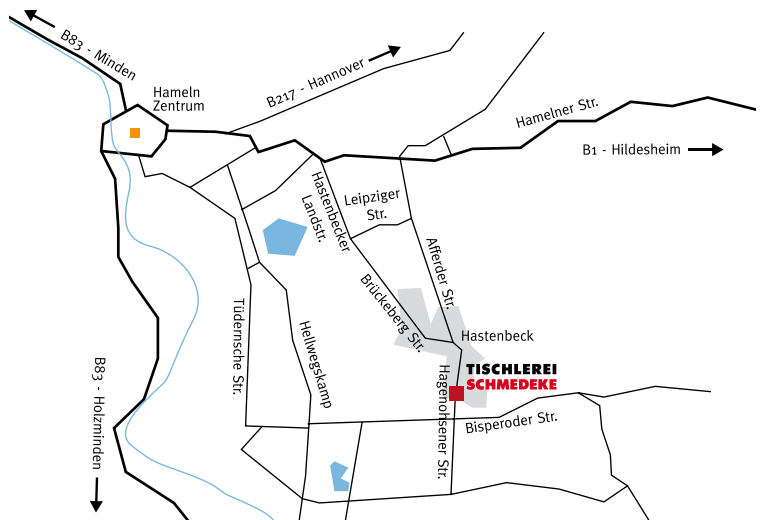 B83 - Minden
Hameln
Zentrum
B217 - Hannover
Hamelner Str.
B1 - Hildesheim
Hastenbecker
Landstr.
Leipziger
Str.
Afferder Str.
Brückeberg Str.
Tüdernsche Str.
Hellwegskamp
Hastenbeck
TISCHLEREI
SCHMEDEKE
Hagenohsener Str.
Bisperoder Str.
B83 - Holzminden